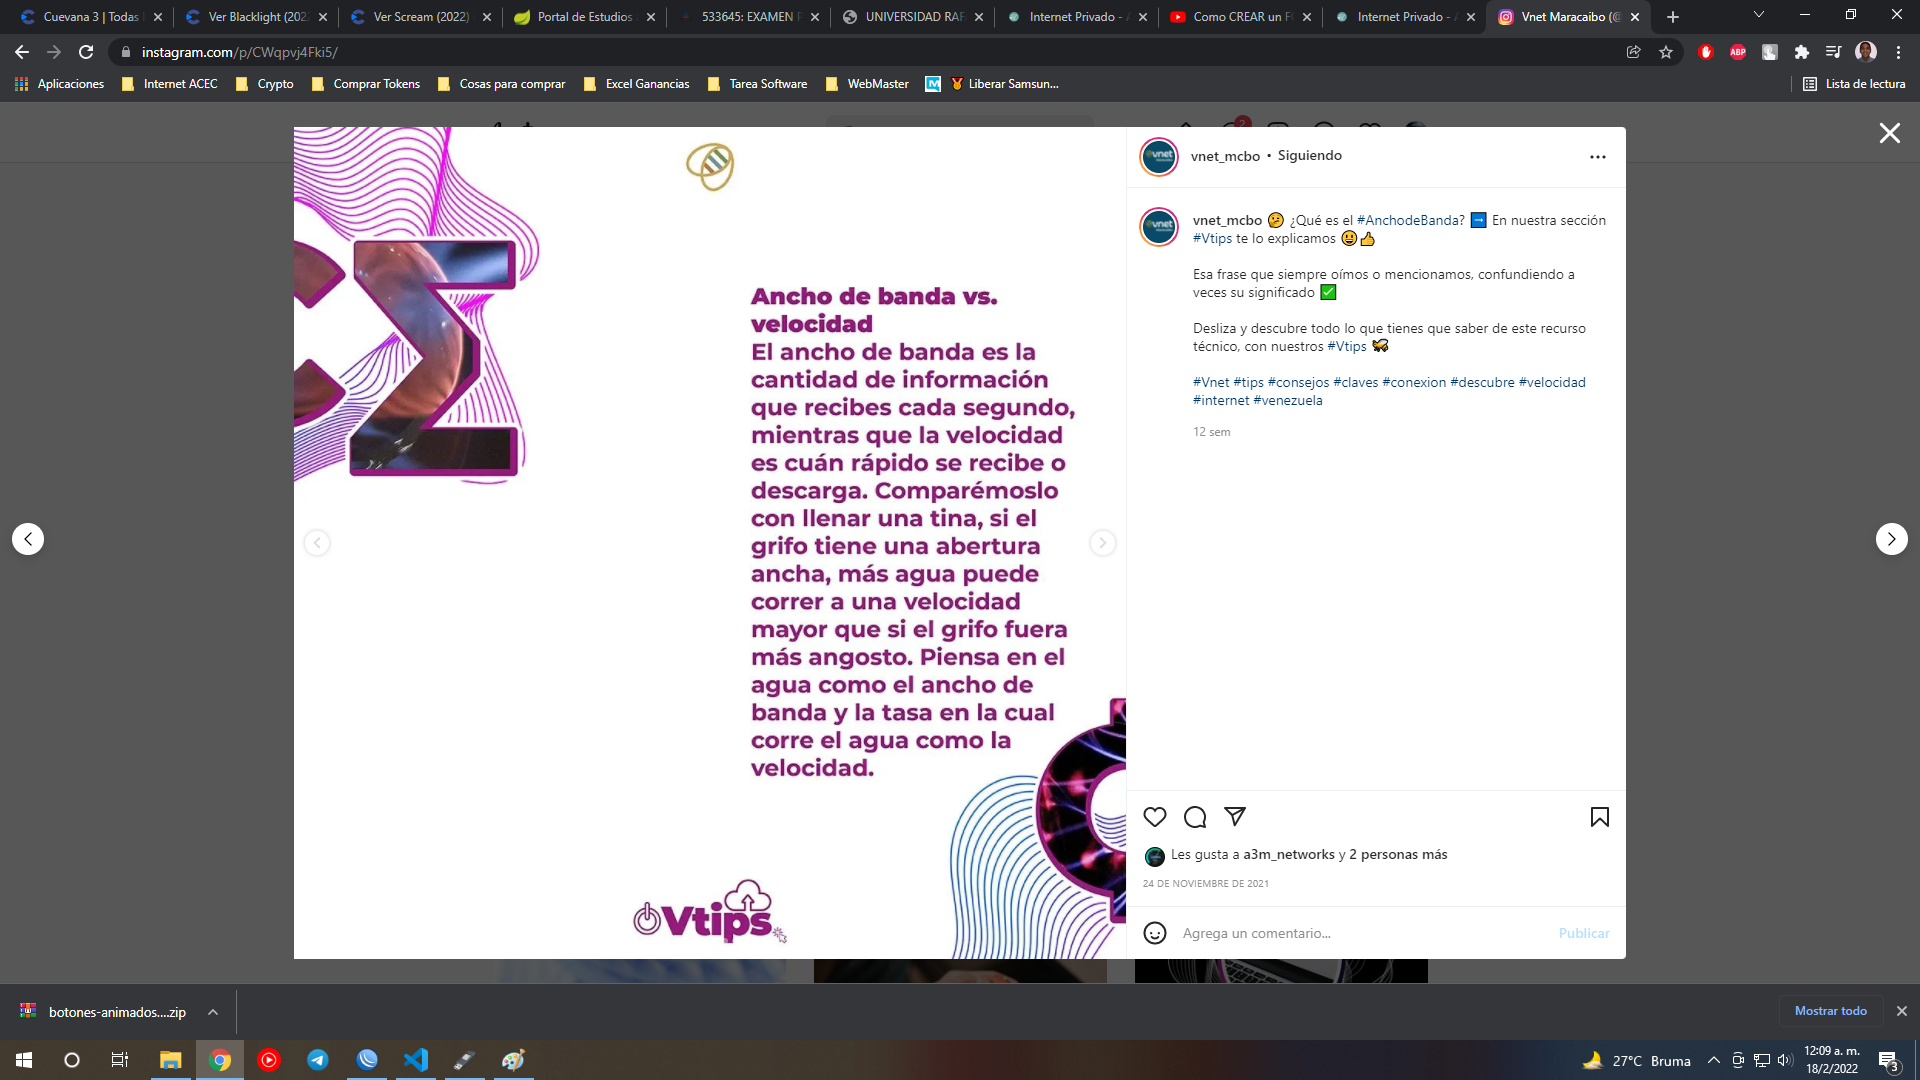 Cuevana 3 | Todas
Ver Blacklight (202
Ver Scream (2022)
Portal de Estudios
533645: EXAMEN
UNIVERSIDAD RAF
Internet Privado -
Como CREAR un F
Internet Privado -
Vnet Maracaibo (@
instagram.com/p/CWqpvj4Fki5/
ABP
Aplicaciones
Internet ACEC
Crypto
Comprar Tokens
Cosas para comprar
Excel Ganancias
Tarea Software
WebMaster
Liberar Samsun...
Lista de lectura
2
Ancho de banda vs.
velocidad
El ancho de banda es la
cantidad de información
que recibes cada segundo,
mientras que la velocidad
es cuán rápido se recibe o
descarga. Comparémoslo
con llenar una tina, si el
grifo tiene una abertura
ancha, más agua puede
correr a una velocidad
mayor que si el grifo fuera
más angosto. Piensa en el
agua como el ancho de
banda y la tasa en la cual
corre el agua como la
velocidad.
Vtips
vnet_mcbo • Siguiendo
vnet_mcbo 🤔 ¿Qué es el #AnchodeBanda? ➡️ En nuestra sección
#Vtips te lo explicamos 😃👍
Esa frase que siempre oímos o mencionamos, confundiendo a
veces su significado ✅
Desliza y descubre todo lo que tienes que saber de este recurso
técnico, con nuestros #Vtips 🐝
#Vnet #tips #consejos #claves #conexion #descubre #velocidad
#internet #venezuela
12 sem
Les gusta a a3m_networks y 2 personas más
24 DE NOVIEMBRE DE 2021
Agrega un comentario...
Publicar
botones-animados....zip
Mostrar todo
27°C Bruma
12:09 a. m.
18/2/2022
3